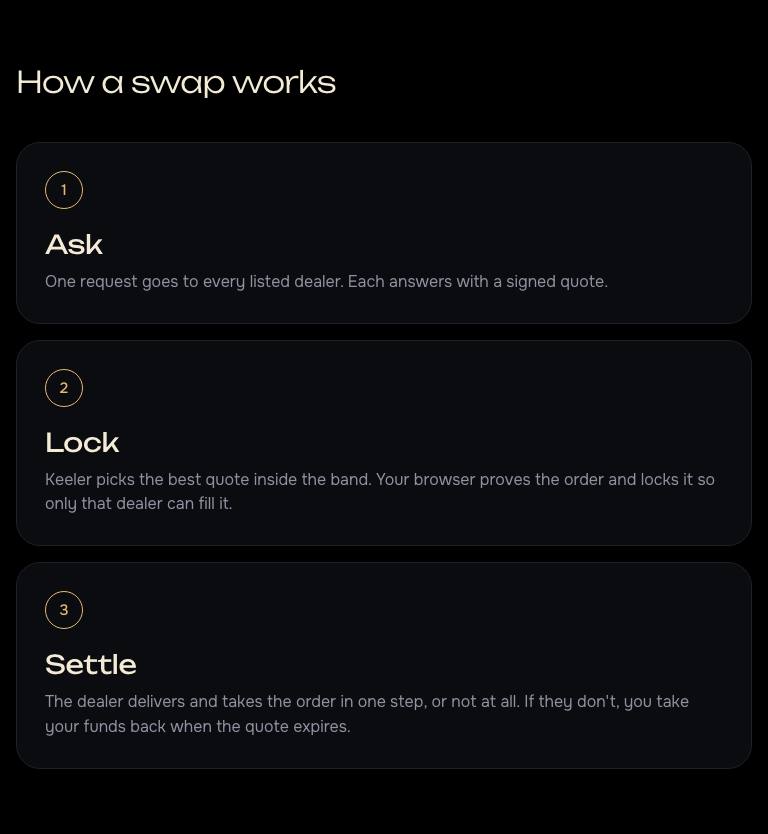 How a swap works
1
Ask
One request goes to every listed dealer. Each answers with a signed quote.
2
Lock
Keeler picks the best quote inside the band. Your browser proves the order and locks it so
only that dealer can fill it.
3
Settle
The dealer delivers and takes the order in one step, or not at all. If they don't, you take
your funds back when the quote expires.